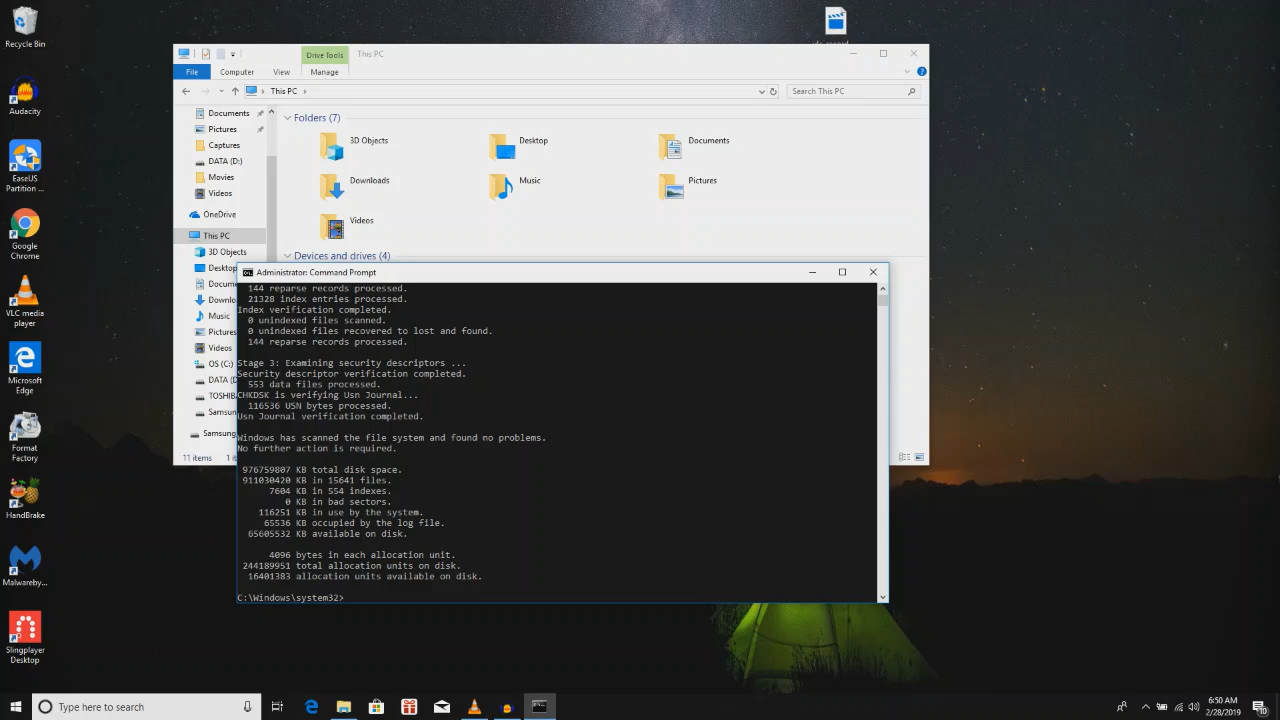 Recycle Bin
Audacity
EaseUS
Partition ...
Google
Chrome
VLC media
player
Microsoft
Edge
Format
Factory
HandBrake
Malwareby...
Slingplayer
Desktop
Drive Tools
This PC
File
Computer
View
Manage
This PC
Search This PC
Documents
Pictures
Captures
DATA (D:)
Movies
Videos
OneDrive
This PC
3D Objects
Desktop
Docume
Downlo
Music
Pictures
Videos
OS (C:)
DATA (D
TOSHIB
Samsun
Samsung
11 items
Folders (7)
3D Objects
Desktop
Documents
Downloads
Music
Pictures
Videos
Devices and drives (4)
Administrator: Command Prompt
144 reparse records processed.
21328 index entries processed.
Index verification completed.
0 unindexed files scanned.
0 unindexed files recovered to lost and found.
144 reparse records processed.
Stage 3: Examining security descriptors ...
Security descriptor verification completed.
553 data files processed.
CHKDSK is verifying Usn Journal...
116536 USN bytes processed.
Usn Journal verification completed.
Windows has scanned the file system and found no problems.
No further action is required.
976759807 KB total disk space.
911030420 KB in 15641 files.
7604 KB in 554 indexes.
0 KB in bad sectors.
116251 KB in use by the system.
65536 KB occupied by the log file.
65605532 KB available on disk.
4096 bytes in each allocation unit.
244189951 total allocation units on disk.
16401383 allocation units available on disk.
C:\Windows\system32>
Type here to search
6:50 AM
2/28/2019
10